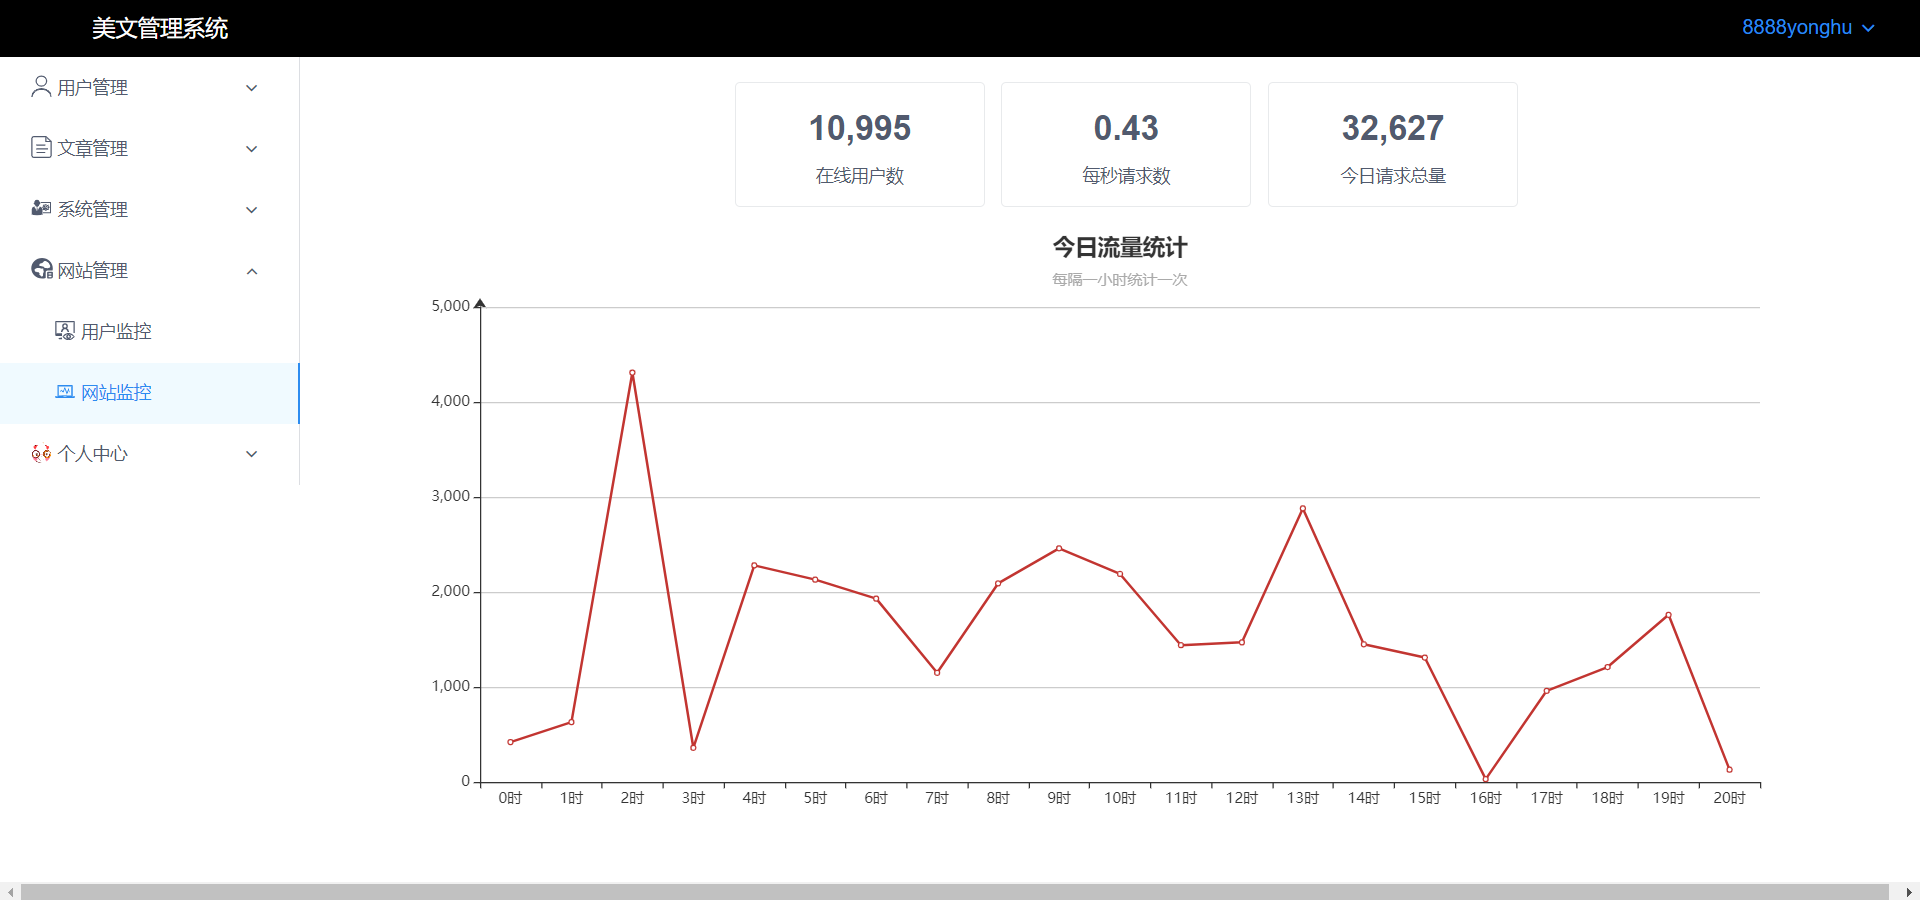 美文管理系统
8888yonghu
用户管理
文章管理
系统管理
网站管理
用户监控
网站监控
个人中心
10,995
在线用户数
0.43
每秒请求数
32,627
今日请求总量
今日流量统计
每隔一小时统计一次
5,000
4,000
3,000
2,000
1,000
0
0时 1时 2时 3时 4时 5时 6时 7时 8时 9时 10时 11时 12时 13时 14时 15时 16时 17时 18时 19时 20时